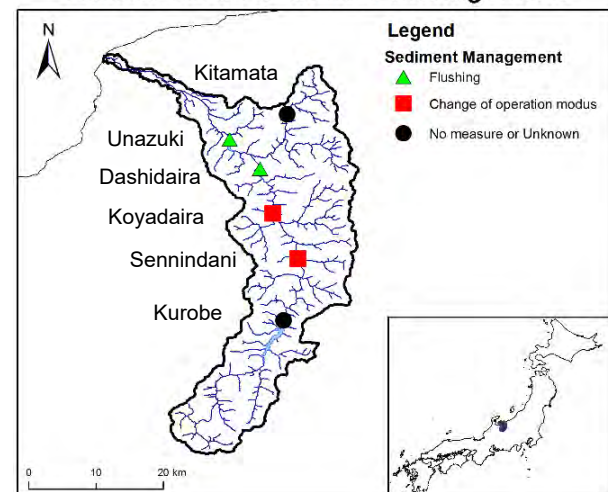 N
Kitamata
Unazuki
Dashidaira
Koyadaira
Sennindani
Kurobe
0 10 20 km
Legend
Sediment Management
Flushing
Change of operation modus
No measure or Unknown